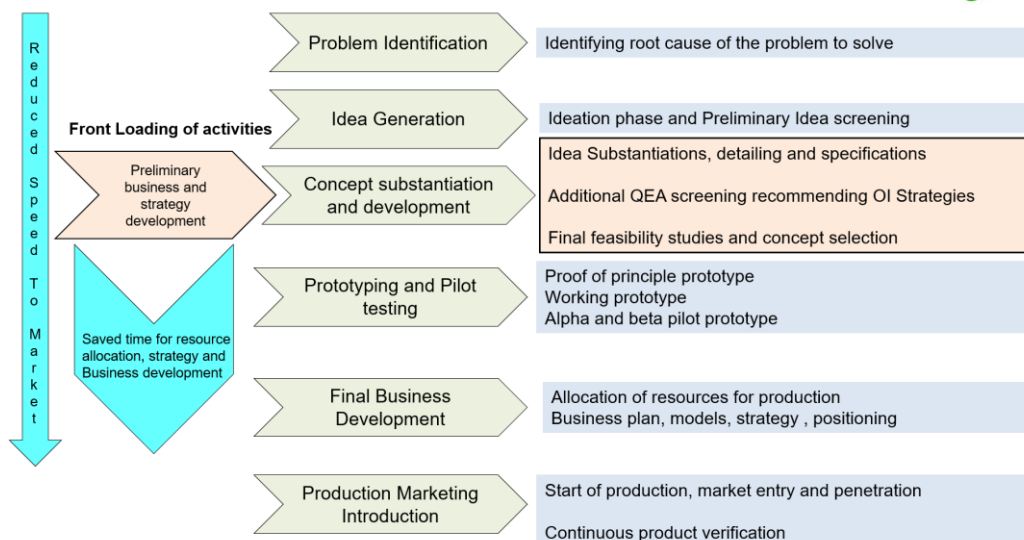 Reduced Speed To Market
Front Loading of activities
Preliminary
business and
strategy
development
Saved time for resource
allocation, strategy and
Business development
Problem Identification
Identifying root cause of the problem to solve
Idea Generation
Ideation phase and Preliminary Idea screening
Concept substantiation
and development
Idea Substantiations, detailing and specifications
Additional QEA screening recommending OI Strategies
Final feasibility studies and concept selection
Prototyping and Pilot
testing
Proof of principle prototype
Working prototype
Alpha and beta pilot prototype
Final Business
Development
Allocation of resources for production
Business plan, models, strategy , positioning
Production Marketing
Introduction
Start of production, market entry and penetration
Continuous product verification